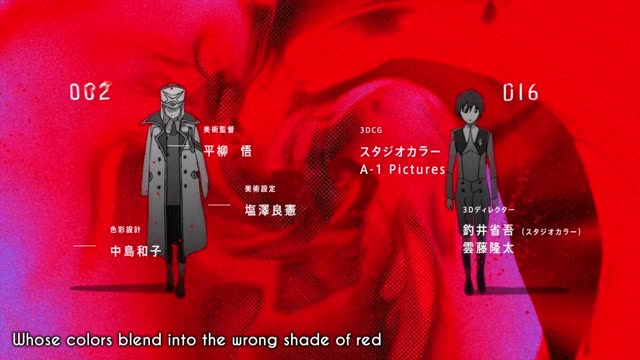 002
016
美術監督
平柳 悟
3DCG
スタジオカラー
A-1 Pictures
美術設定
塩澤良憲
3Dディレクター
釣井省吾 (スタジオカラー)
雲藤隆太
色彩設計
中島和子
Whose colors blend into the wrong shade of red